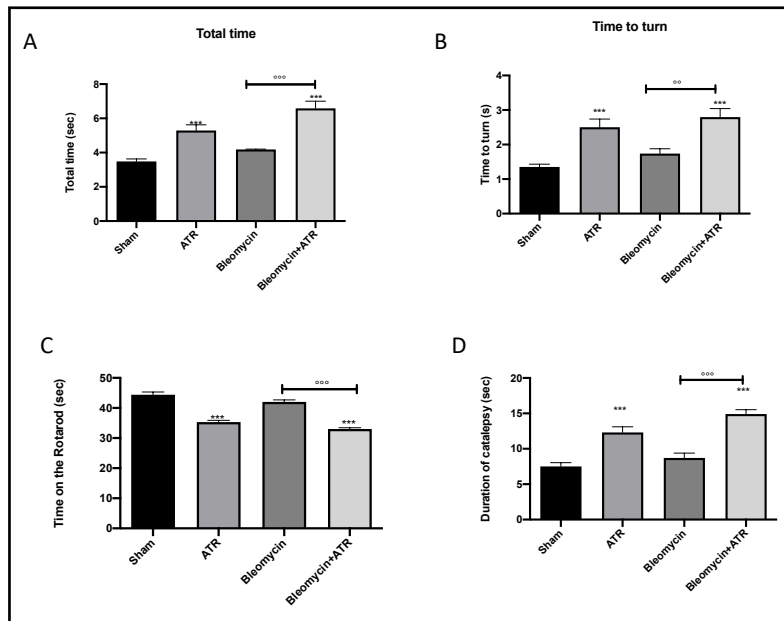 A
Total time
Total time (sec)
8
6
4
2
0
°°°
***
***
Sham
ATR
Bleomycin
Bleomycin+ATR
B
Time to turn
Time to turn (s)
4
3
2
1
0
°°
***
***
Sham
ATR
Bleomycin
Bleomycin+ATR
C
Time on the Rotarod (sec)
50
40
30
20
10
0
°°°
***
***
Sham
ATR
Bleomycin
Bleomycin+ATR
D
Duration of catalepsy (sec)
20
15
10
5
0
°°°
***
***
Sham
ATR
Bleomycin
Bleomycin+ATR